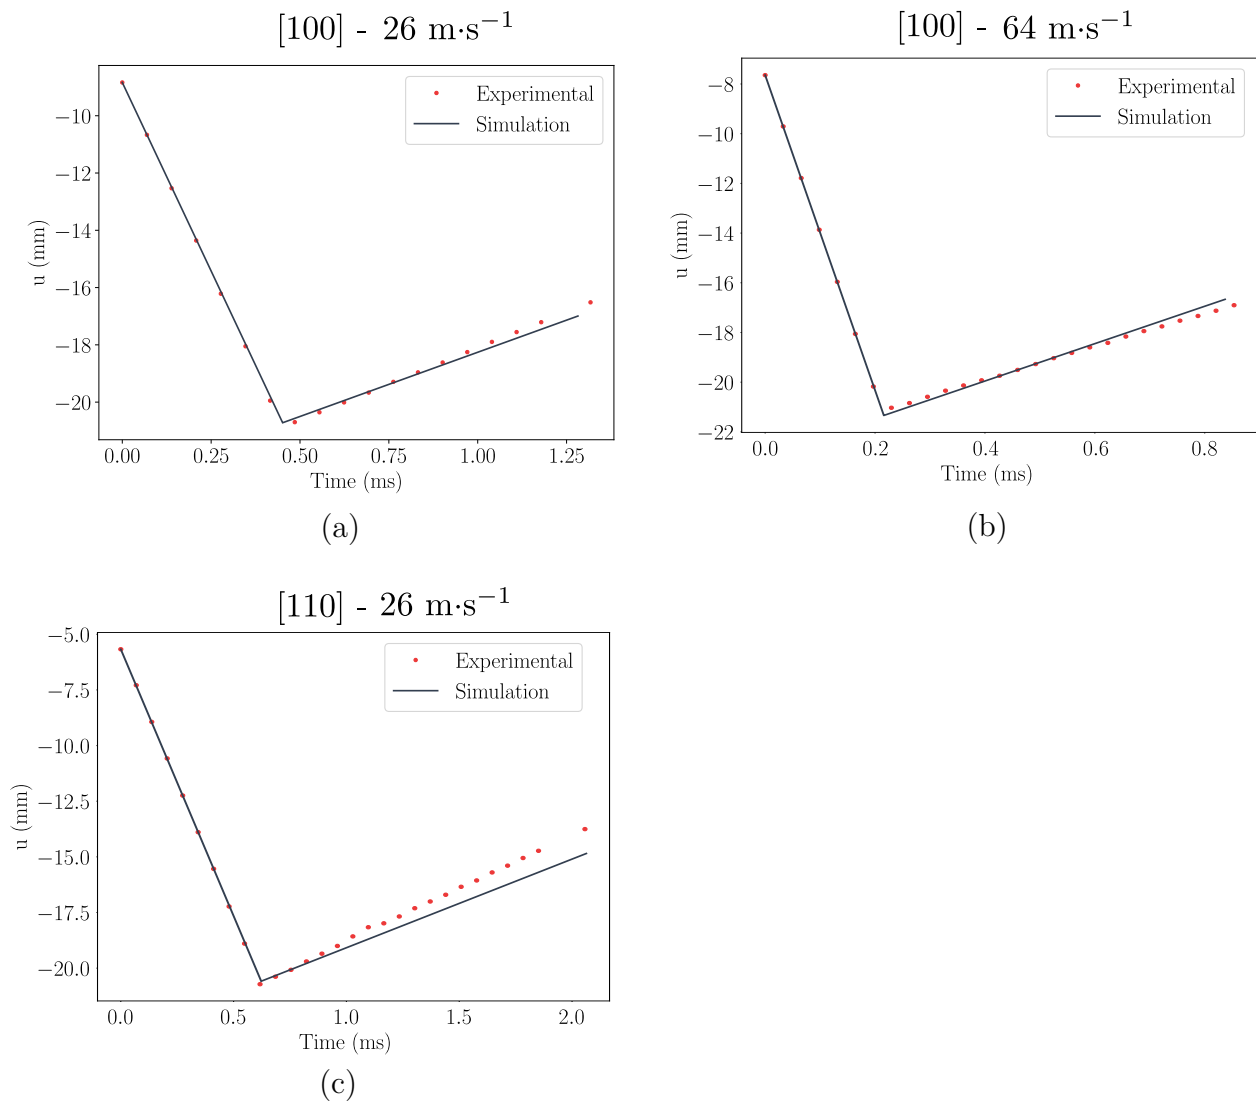 [100] - 26 m·s⁻¹
Experimental
Simulation
−10
−12
−14
−16
−18
−20
u (mm)
0.00 0.25 0.50 0.75 1.00 1.25
Time (ms)
(a)
[100] - 64 m·s⁻¹
Experimental
Simulation
−8
−10
−12
−14
−16
−18
−20
−22
u (mm)
0.0 0.2 0.4 0.6 0.8
Time (ms)
(b)
[110] - 26 m·s⁻¹
Experimental
Simulation
−5.0
−7.5
−10.0
−12.5
−15.0
−17.5
−20.0
u (mm)
0.0 0.5 1.0 1.5 2.0
Time (ms)
(c)